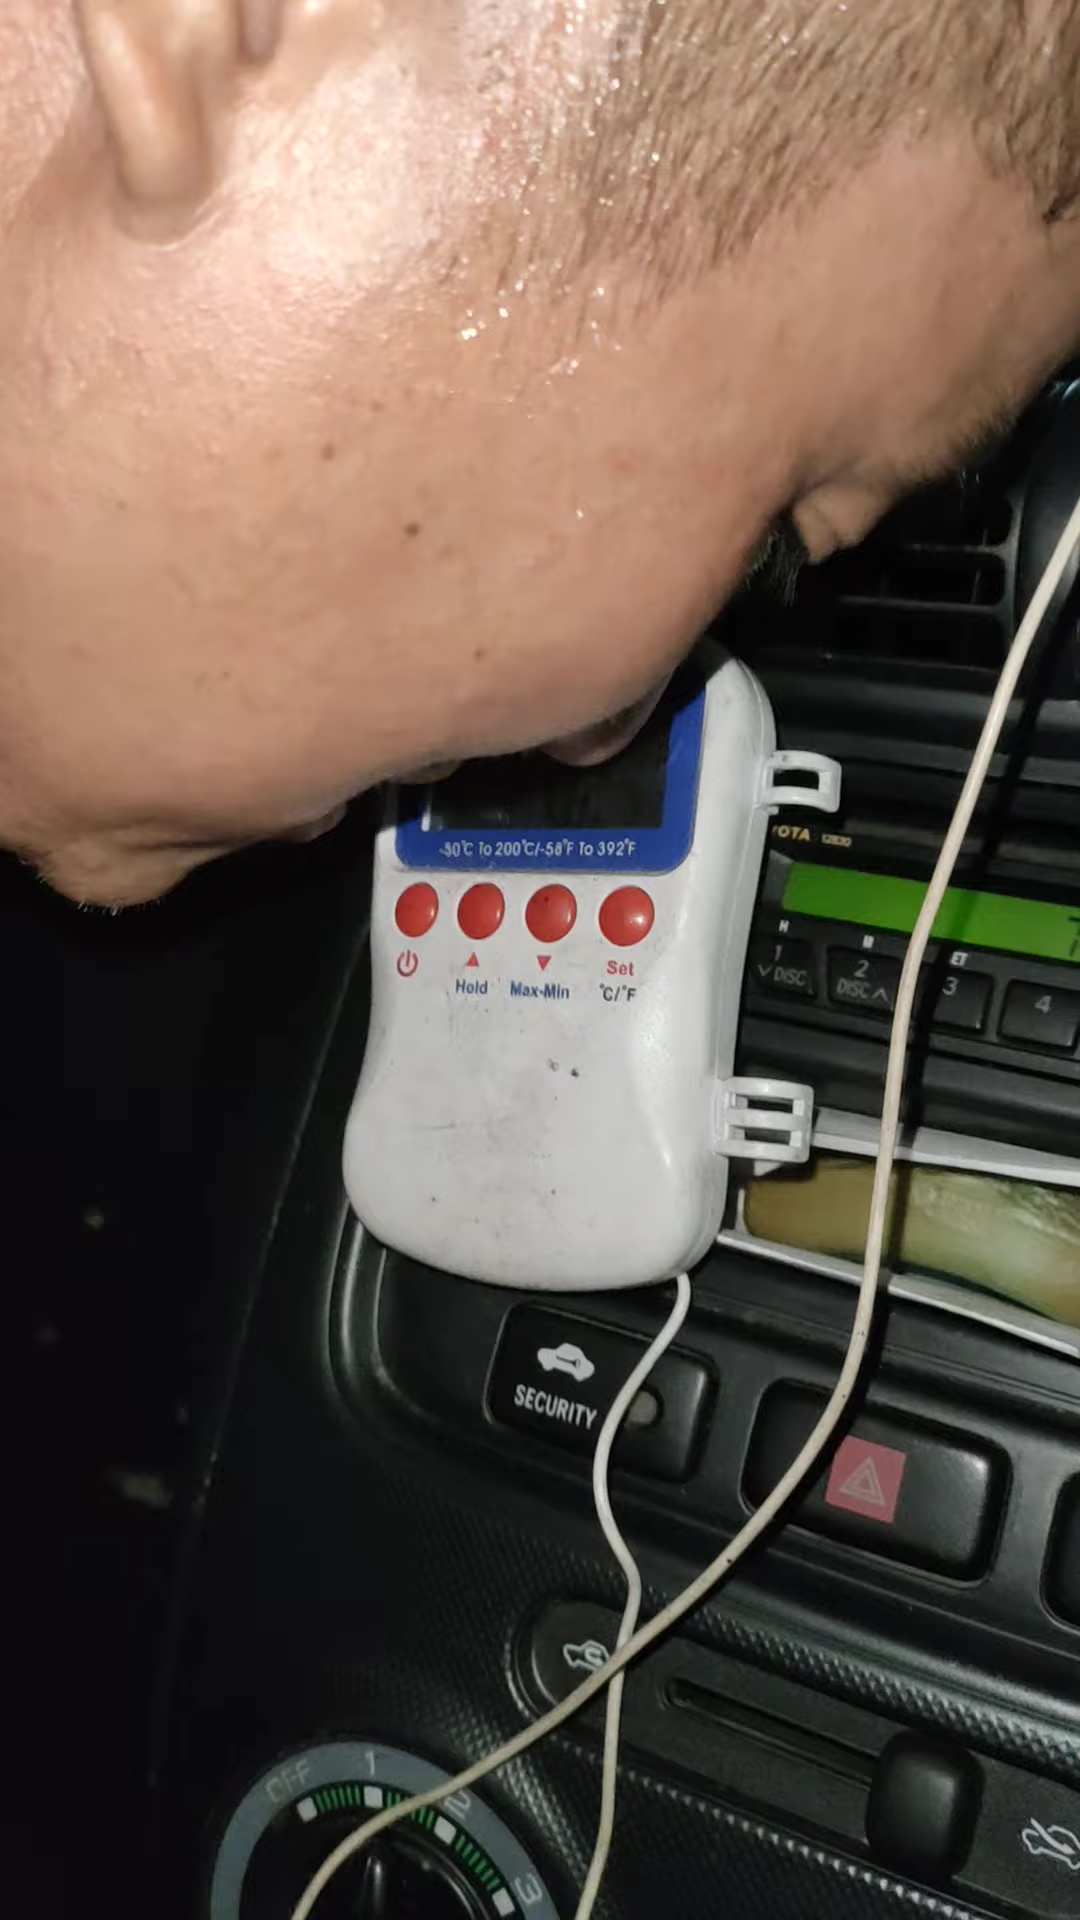 -50°C To 200°C/-58°F To 392°F
Hold Max-Min Set
°C/°F
1
DISC
2
DISC
ET
3
4
SECURITY
OFF
1
2
3